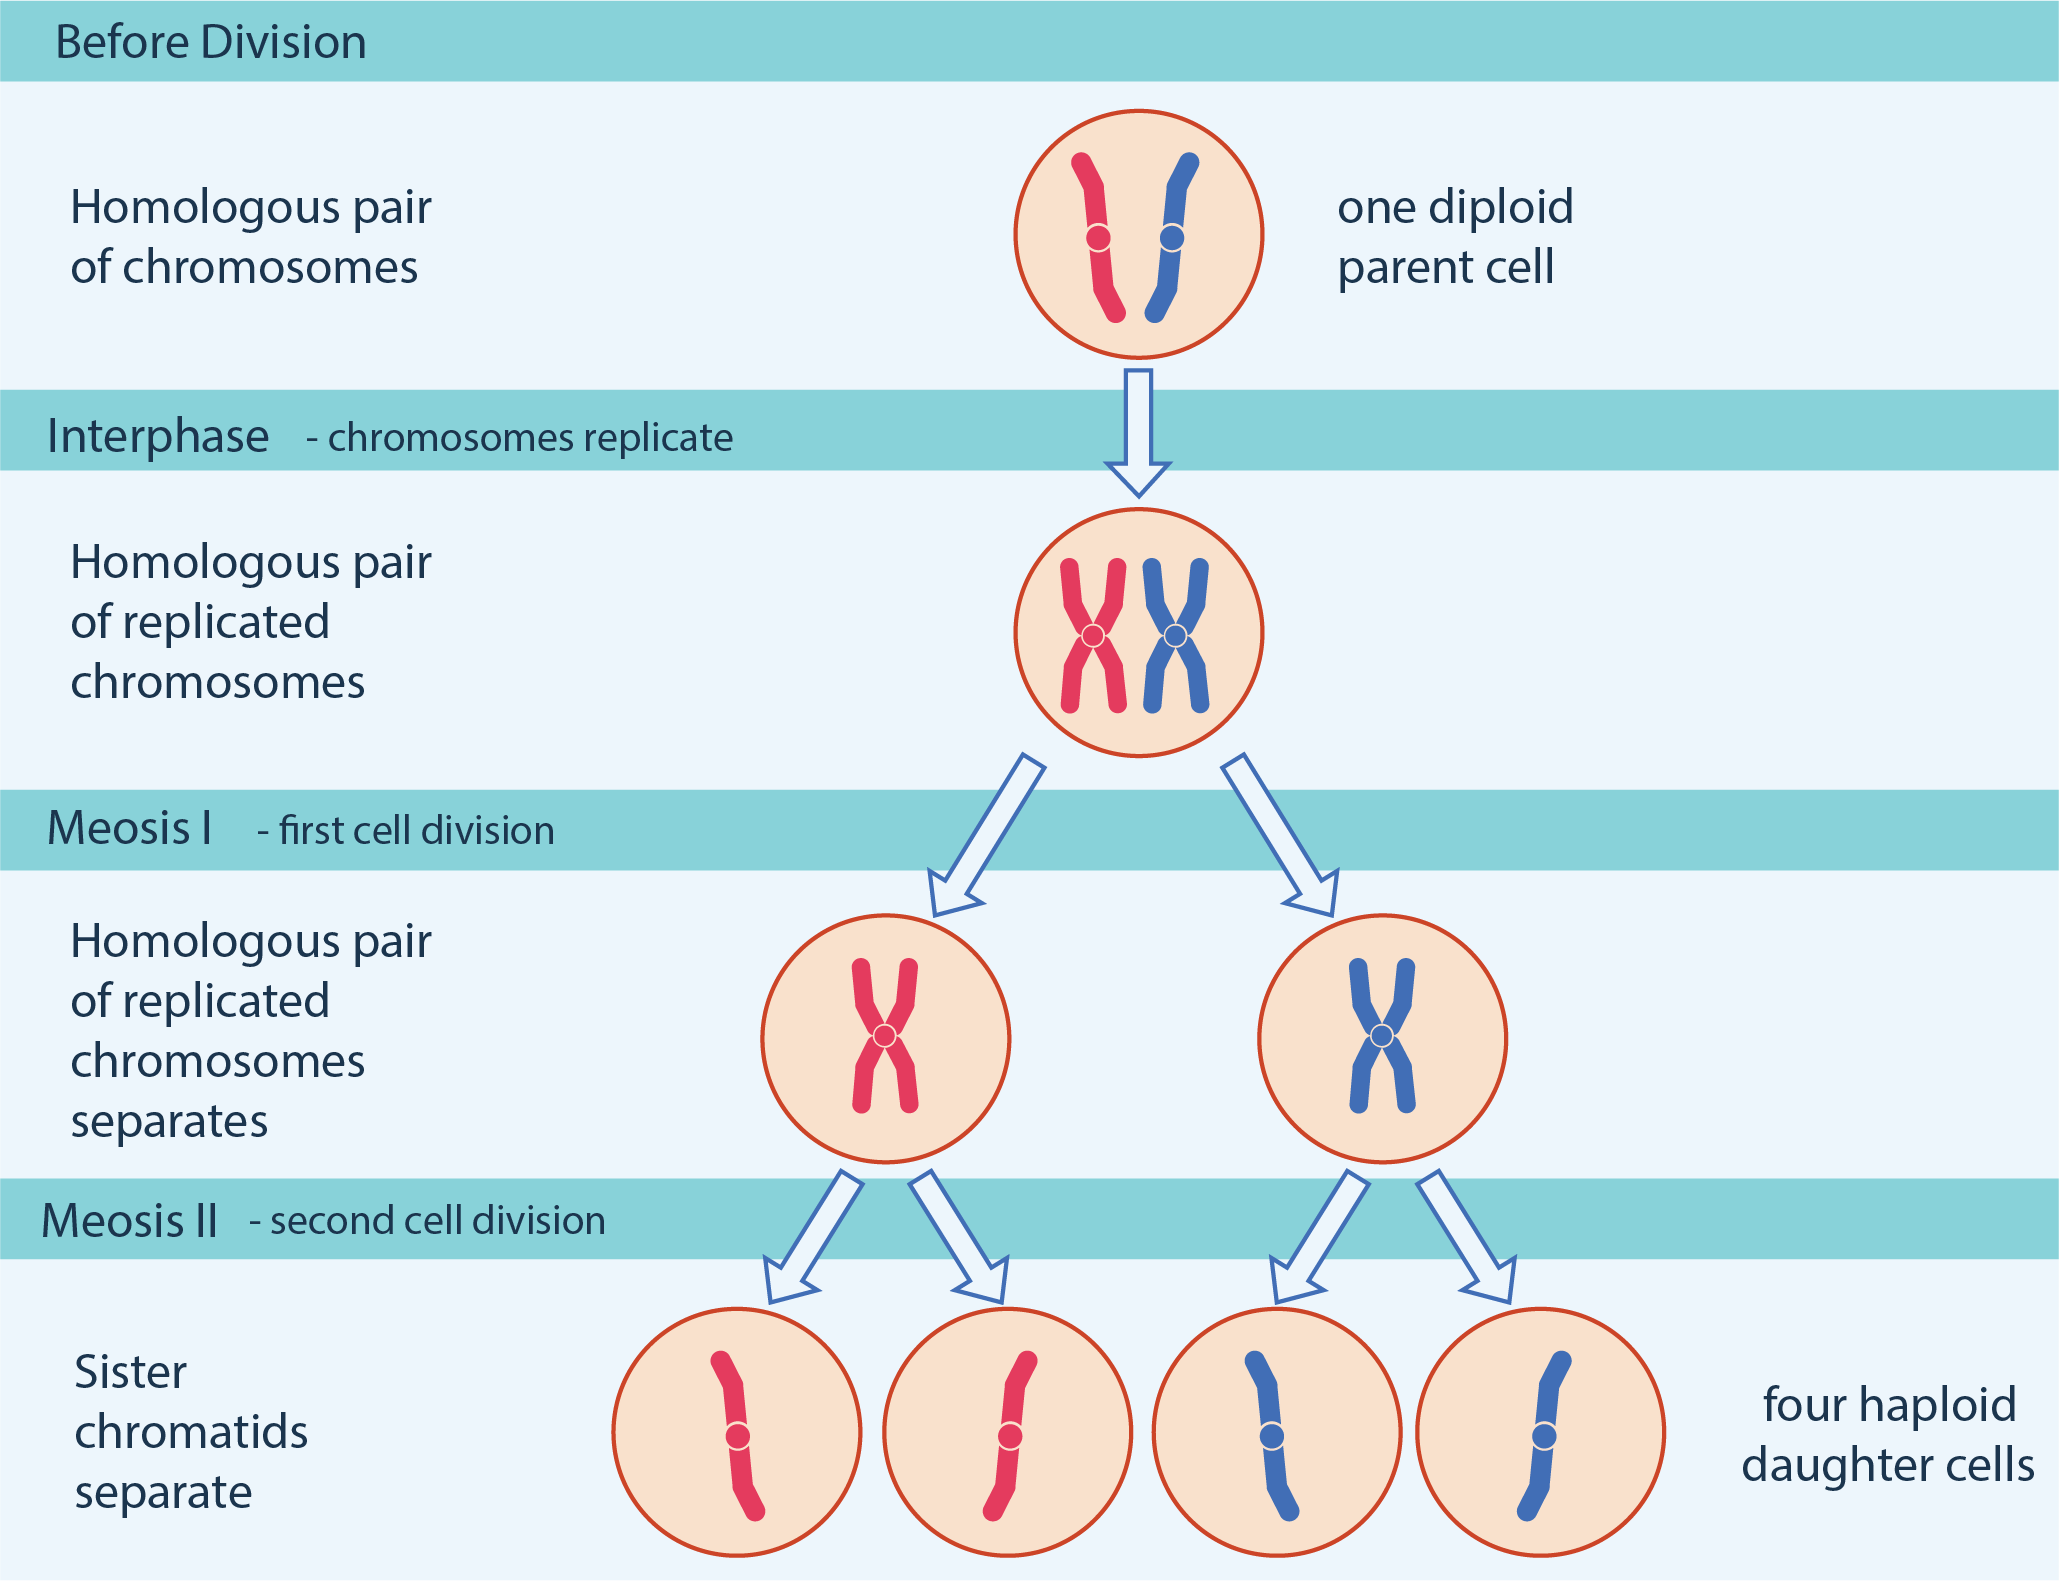 Before Division
Homologous pair
of chromosomes
one diploid
parent cell
Interphase - chromosomes replicate
Homologous pair
of replicated
chromosomes
Meosis I - first cell division
Homologous pair
of replicated
chromosomes
separates
Meosis II - second cell division
Sister
chromatids
separate
four haploid
daughter cells